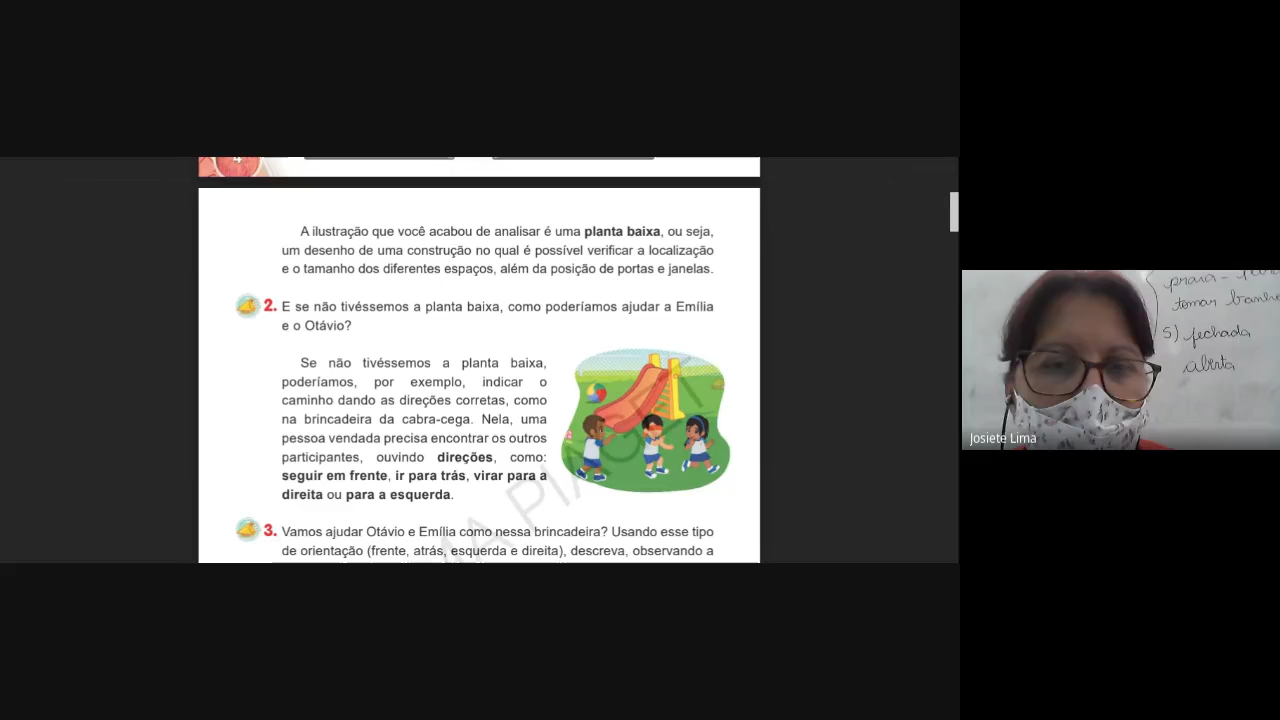 4
A ilustração que você acabou de analisar é uma planta baixa, ou seja,
um desenho de uma construção no qual é possível verificar a localização
e o tamanho dos diferentes espaços, além da posição de portas e janelas.
2. E se não tivéssemos a planta baixa, como poderíamos ajudar a Emília
e o Otávio?
Se não tivéssemos a planta baixa,
poderíamos, por exemplo, indicar o
caminho dando as direções corretas, como
na brincadeira da cabra-cega. Nela, uma
pessoa vendada precisa encontrar os outros
participantes, ouvindo direções, como:
seguir em frente, ir para trás, virar para a
direita ou para a esquerda.
3. Vamos ajudar Otávio e Emília como nessa brincadeira? Usando esse tipo
de orientação (frente, atrás, esquerda e direita), descreva, observando a
tomar banho
5) fechada
aberta
Josiete Lima